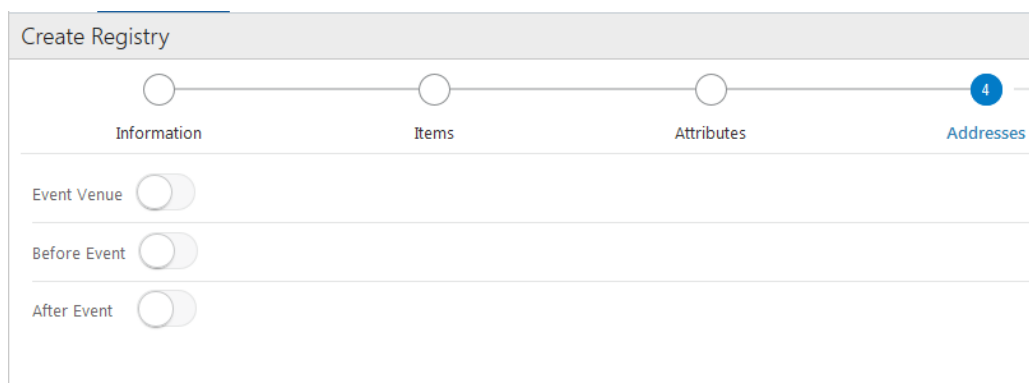 Create Registry
4
Information Items Attributes Addresses
Event Venue
Before Event
After Event